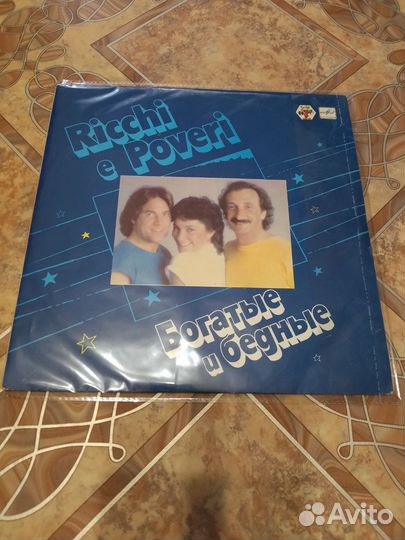 Ricchi
e Poveri
Богатые
и бедные
Avito